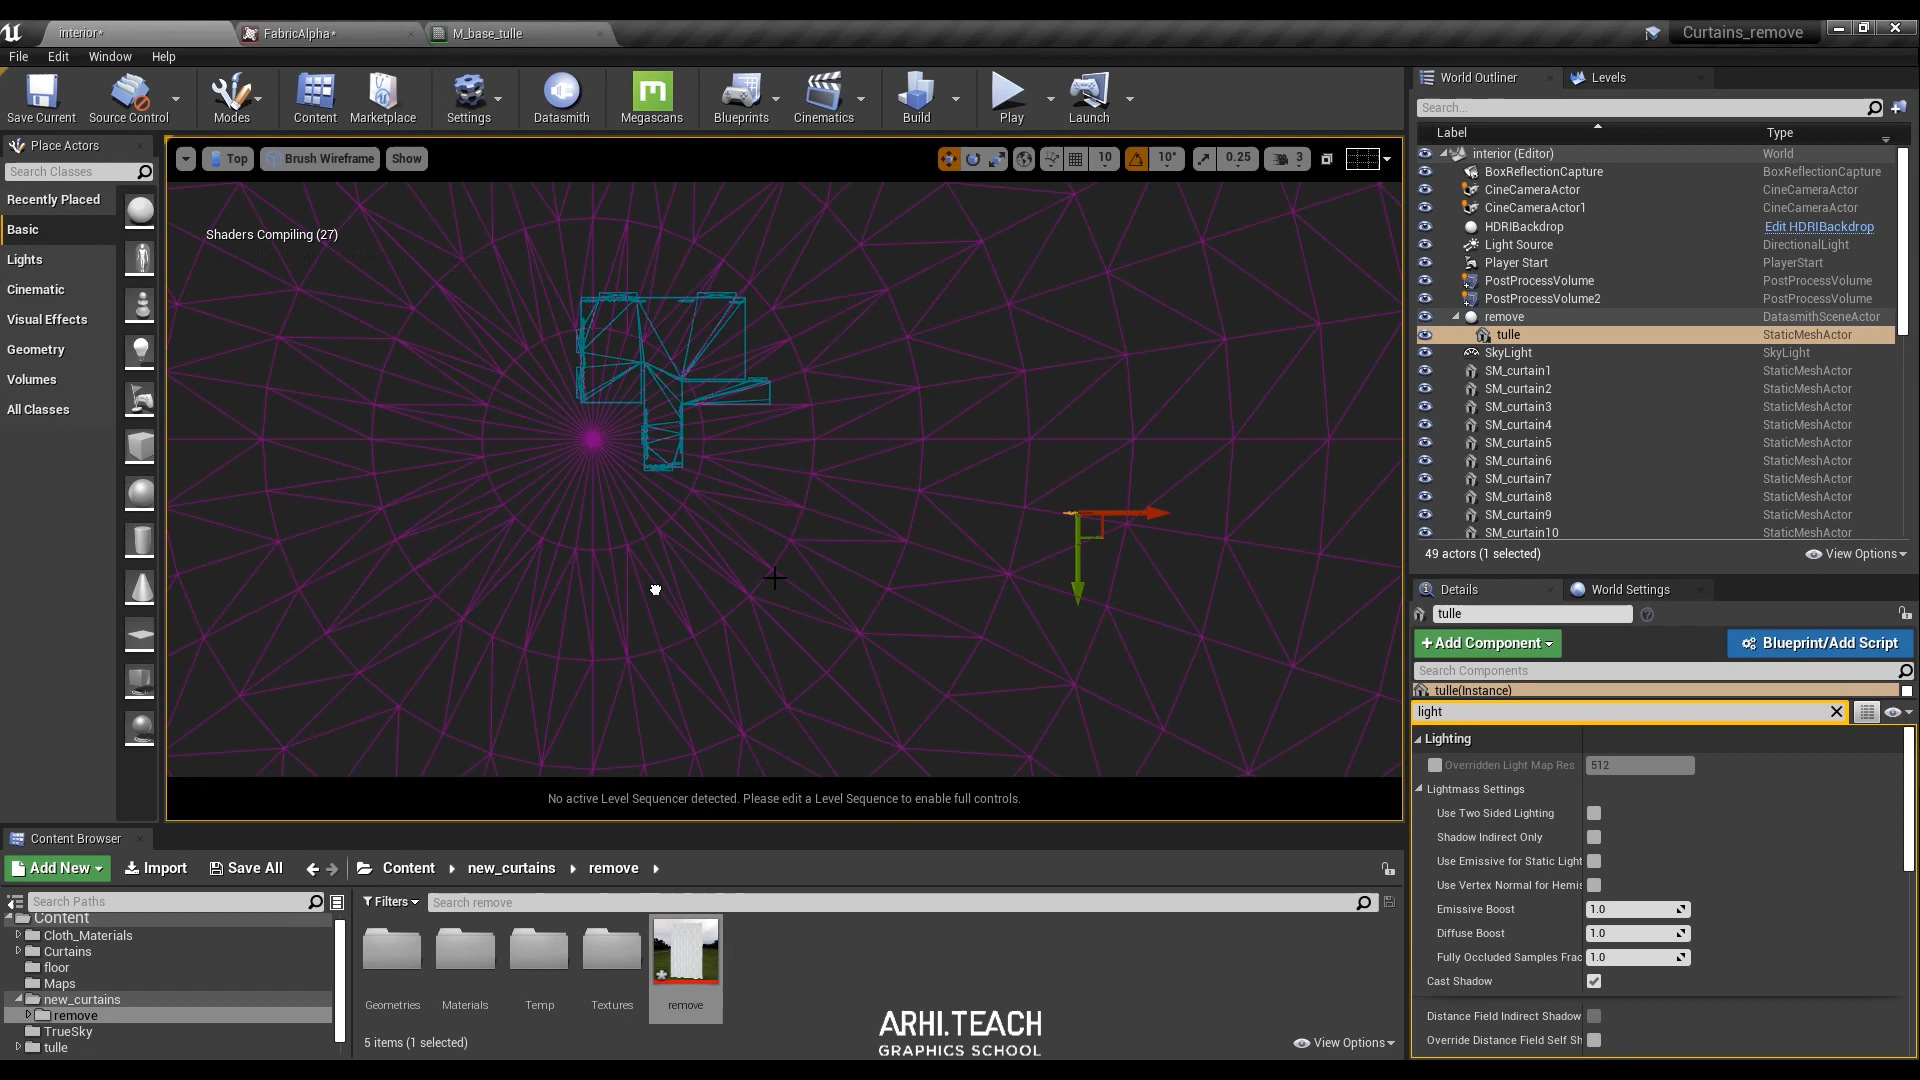 interior*
FabricAlpha*
M_base_tulle
Curtains_remove
File
Edit
Window
Help
Save Current
Source Control
Modes
Content
Marketplace
Settings
Datasmith
Megascans
Blueprints
Cinematics
Build
Play
Launch
Place Actors
Search Classes
Recently Placed
Basic
Lights
Cinematic
Visual Effects
Geometry
Volumes
All Classes
Top
Brush Wireframe
Show
10
10°
0.25
3
Shaders Compiling (27)
No active Level Sequencer detected. Please edit a Level Sequence to enable full controls.
World Outliner
Levels
Search...
Label Type
interior (Editor) World
BoxReflectionCapture BoxReflectionCapture
CineCameraActor CineCameraActor
CineCameraActor1 CineCameraActor
HDRIBackdrop Edit HDRIBackdrop
Light Source DirectionalLight
Player Start PlayerStart
PostProcessVolume PostProcessVolume
PostProcessVolume2 PostProcessVolume
remove DatasmithSceneActor
tulle StaticMeshActor
SkyLight SkyLight
SM_curtain1 StaticMeshActor
SM_curtain2 StaticMeshActor
SM_curtain3 StaticMeshActor
SM_curtain4 StaticMeshActor
SM_curtain5 StaticMeshActor
SM_curtain6 StaticMeshActor
SM_curtain7 StaticMeshActor
SM_curtain8 StaticMeshActor
SM_curtain9 StaticMeshActor
SM_curtain10 StaticMeshActor
49 actors (1 selected)
View Options
Details
World Settings
tulle
+Add Component
Blueprint/Add Script
Search Components
tulle(Instance)
light
Lighting
Overridden Light Map Res 512
Lightmass Settings
Use Two Sided Lighting
Shadow Indirect Only
Use Emissive for Static Light
Use Vertex Normal for Hemis
Emissive Boost 1.0
Diffuse Boost 1.0
Fully Occluded Samples Frac 1.0
Cast Shadow
Distance Field Indirect Shadow
Override Distance Field Self Sh
Content Browser
Add New
Import
Save All
Content
new_curtains
remove
Search Paths
Filters
Search remove
Content
Cloth_Materials
Curtains
floor
Maps
new_curtains
remove
TrueSky
tulle
Geometries
Materials
Temp
Textures
remove
5 items (1 selected)
View Options
ARHI.TEACH
GRAPHICS SCHOOL